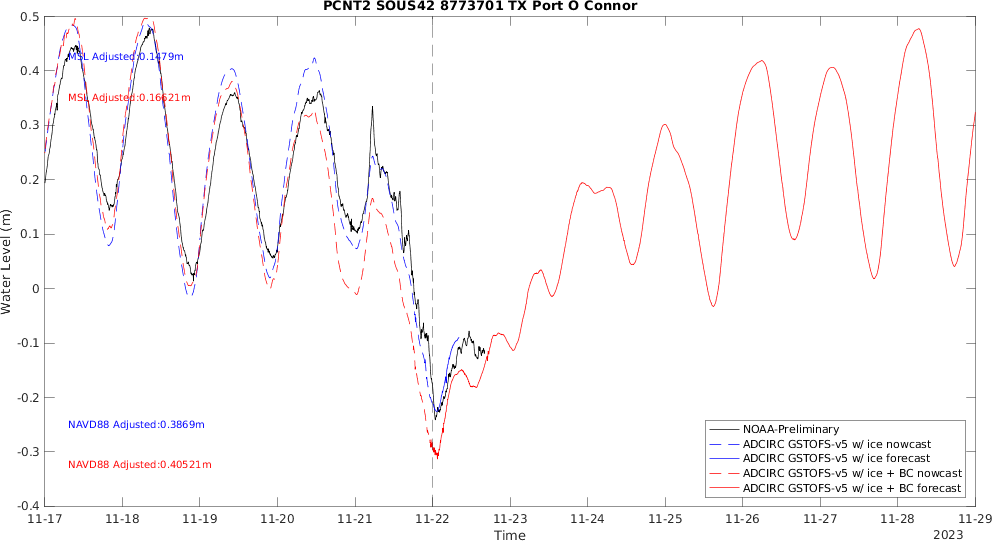 PCNT2 SOUS42 8773701 TX Port O Connor
0.5
0.4
0.3
0.2
0.1
0
-0.1
-0.2
-0.3
-0.4
Water Level (m)
MSL Adjusted:0.1479m
MSL Adjusted:0.16621m
NAVD88 Adjusted:0.3869m
NAVD88 Adjusted:0.40521m
NOAA-Preliminary
ADCIRC GSTOFS-v5 w/ ice nowcast
ADCIRC GSTOFS-v5 w/ ice forecast
ADCIRC GSTOFS-v5 w/ ice + BC nowcast
ADCIRC GSTOFS-v5 w/ ice + BC forecast
11-17 11-18 11-19 11-20 11-21 11-22 11-23 11-24 11-25 11-26 11-27 11-28 11-29
Time
2023